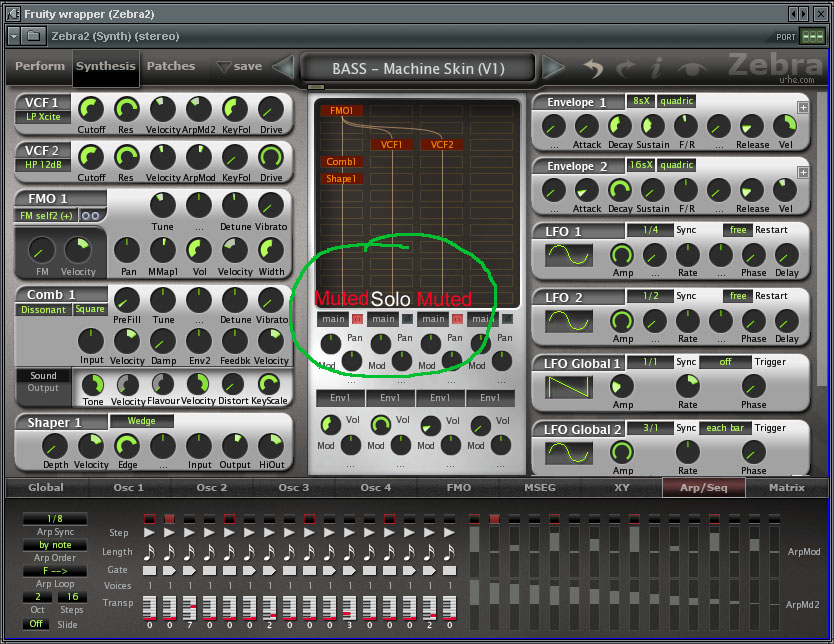 Fruity wrapper (Zebra2)
Zebra2 (Synth) (stereo)
PORT
Perform Synthesis Patches save BASS - Machine Skin (V1) i Zebra
u-he.com
VCF 1
LP Xcite
Cutoff Res Velocity ArpMd2 KeyFol Drive
VCF 2
HP 12dB
Cutoff Res Velocity ArpMod KeyFol Drive
FMO 1
FM self2 (+)
Tune ... Detune Vibrato
FM Velocity Pan MMap1 Vol Velocity Width
Comb 1
Dissonant Square
PreFill Tune ... Detune Vibrato
Input Velocity Damp Env2 Feedbk Velocity
Sound
Output
Tone Velocity Flavour Velocity Distort KeyScale
Shaper 1 Wedge
Depth Velocity Edge ... Input Output HiOut
FMO1
VCF1 VCF2
Comb1
Shape1
Muted Solo Muted
main main main main
Pan Pan
Mod Mod
... ...
Env1 Env1 Env1 Env1
Vol Vol
Mod Mod
... ...
Envelope 1 8sX quadric
... Attack Decay Sustain F/R ... Release Vel
Envelope 2 16sX quadric
... Attack Decay Sustain F/R ... Release Vel
LFO 1 1/4 Sync free Restart
Amp ... Rate ... Phase Delay
LFO 2 1/2 Sync free Restart
Amp ... Rate ... Phase Delay
LFO Global 1 1/1 Sync off Trigger
Amp Rate Phase
LFO Global 2 3/1 Sync each bar Trigger
Amp Rate Phase
Global Osc 1 Osc 2 Osc 3 Osc 4 FMO MSEG XY Arp/Seq Matrix
1/8
Arp Sync
by note
Arp Order
F -->
Arp Loop
2 16
Oct Steps
Off Slide
Step
Length
Gate
Voices 1 1 1 1 1 1 1 1 1 1 1 1 1 1 1 1
Transp
0 0 7 0 0 0 2 0 0 0 3 0 0 0 2 0
ArpMod
ArpMd2